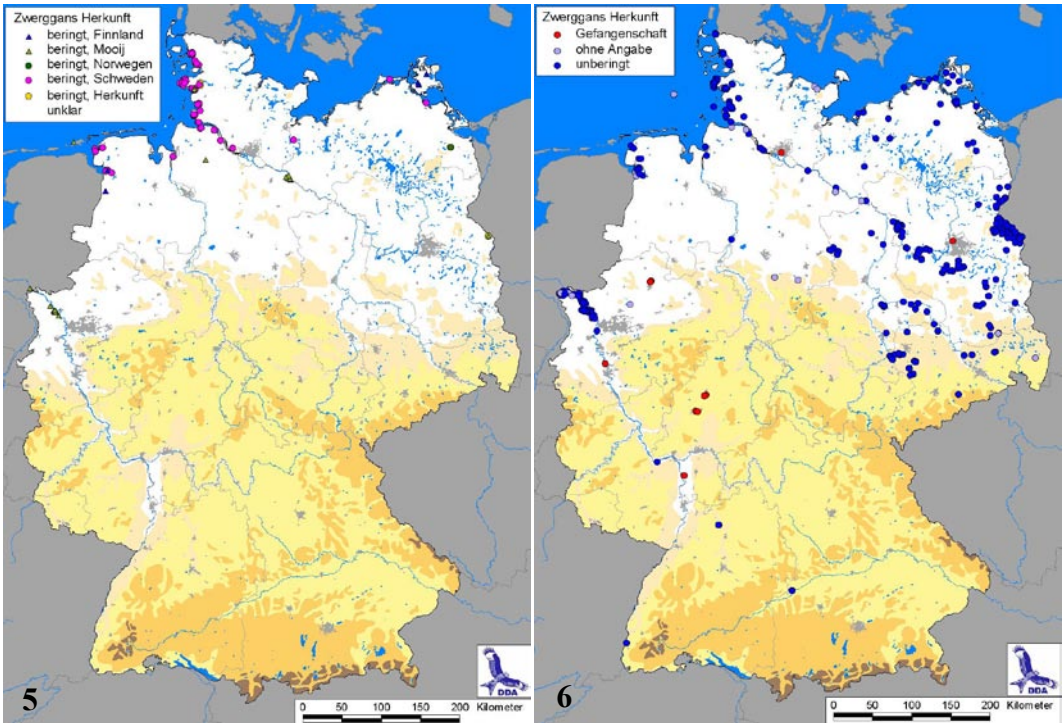 Zwerggans Herkunft
beringt, Finnland
beringt, Mooij
beringt, Norwegen
beringt, Schweden
beringt, Herkunft
unklar
5
DDA
0 50 100 150 200 Kilometer
Zwerggans Herkunft
Gefangenschaft
ohne Angabe
unberingt
6
DDA
0 50 100 150 200 Kilometer